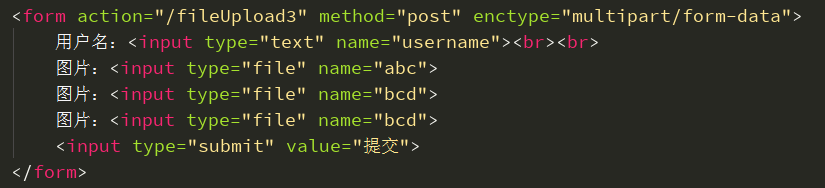 <form action="/fileUpload3" method="post" enctype="multipart/form-data">
用户名：<input type="text" name="username"><br><br>
图片：<input type="file" name="abc">
图片：<input type="file" name="bcd">
图片：<input type="file" name="bcd">
<input type="submit" value="提交">
</form>